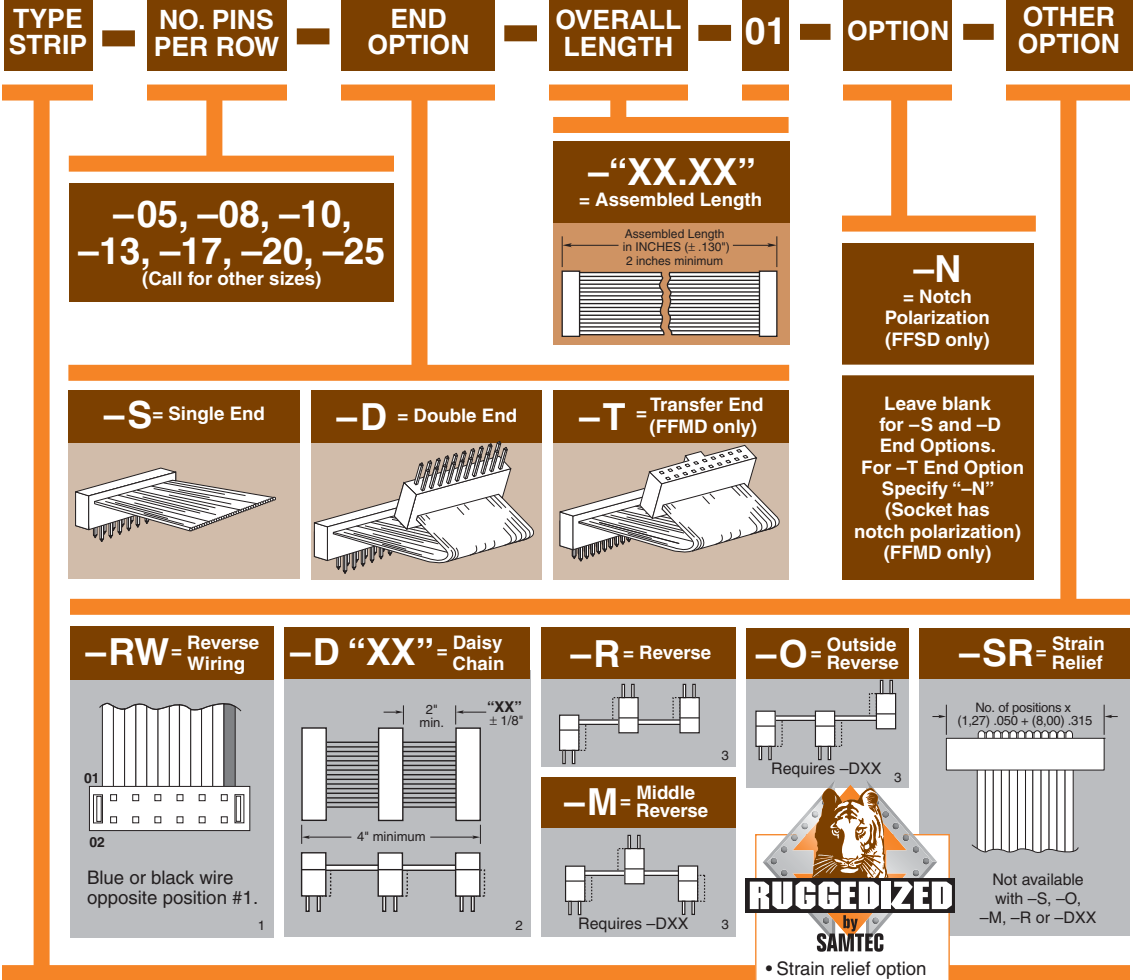 TYPE STRIP
NO. PINS PER ROW
END OPTION
OVERALL LENGTH
01
OPTION
OTHER OPTION
–05, –08, –10,
–13, –17, –20, –25
(Call for other sizes)
–“XX.XX”
= Assembled Length
Assembled Length
in INCHES (± .130")
2 inches minimum
–N
= Notch
Polarization
(FFSD only)
Leave blank
for –S and –D
End Options.
For –T End Option
Specify “–N”
(Socket has
notch polarization)
(FFMD only)
–S = Single End
–D = Double End
–T = Transfer End
(FFMD only)
–RW = Reverse
Wiring
01
02
Blue or black wire
opposite position #1.
1
–D “XX” = Daisy
Chain
2"
min.
“XX”
± 1/8"
4" minimum
2
–R = Reverse
3
–M = Middle
Reverse
Requires –DXX
3
–O = Outside
Reverse
Requires –DXX
3
–SR = Strain
Relief
No. of positions x
(1,27) .050 + (8,00) .315
Not available
with –S, –O,
–M, –R or –DXX
RUGGEDIZED
by
SAMTEC
• Strain relief option